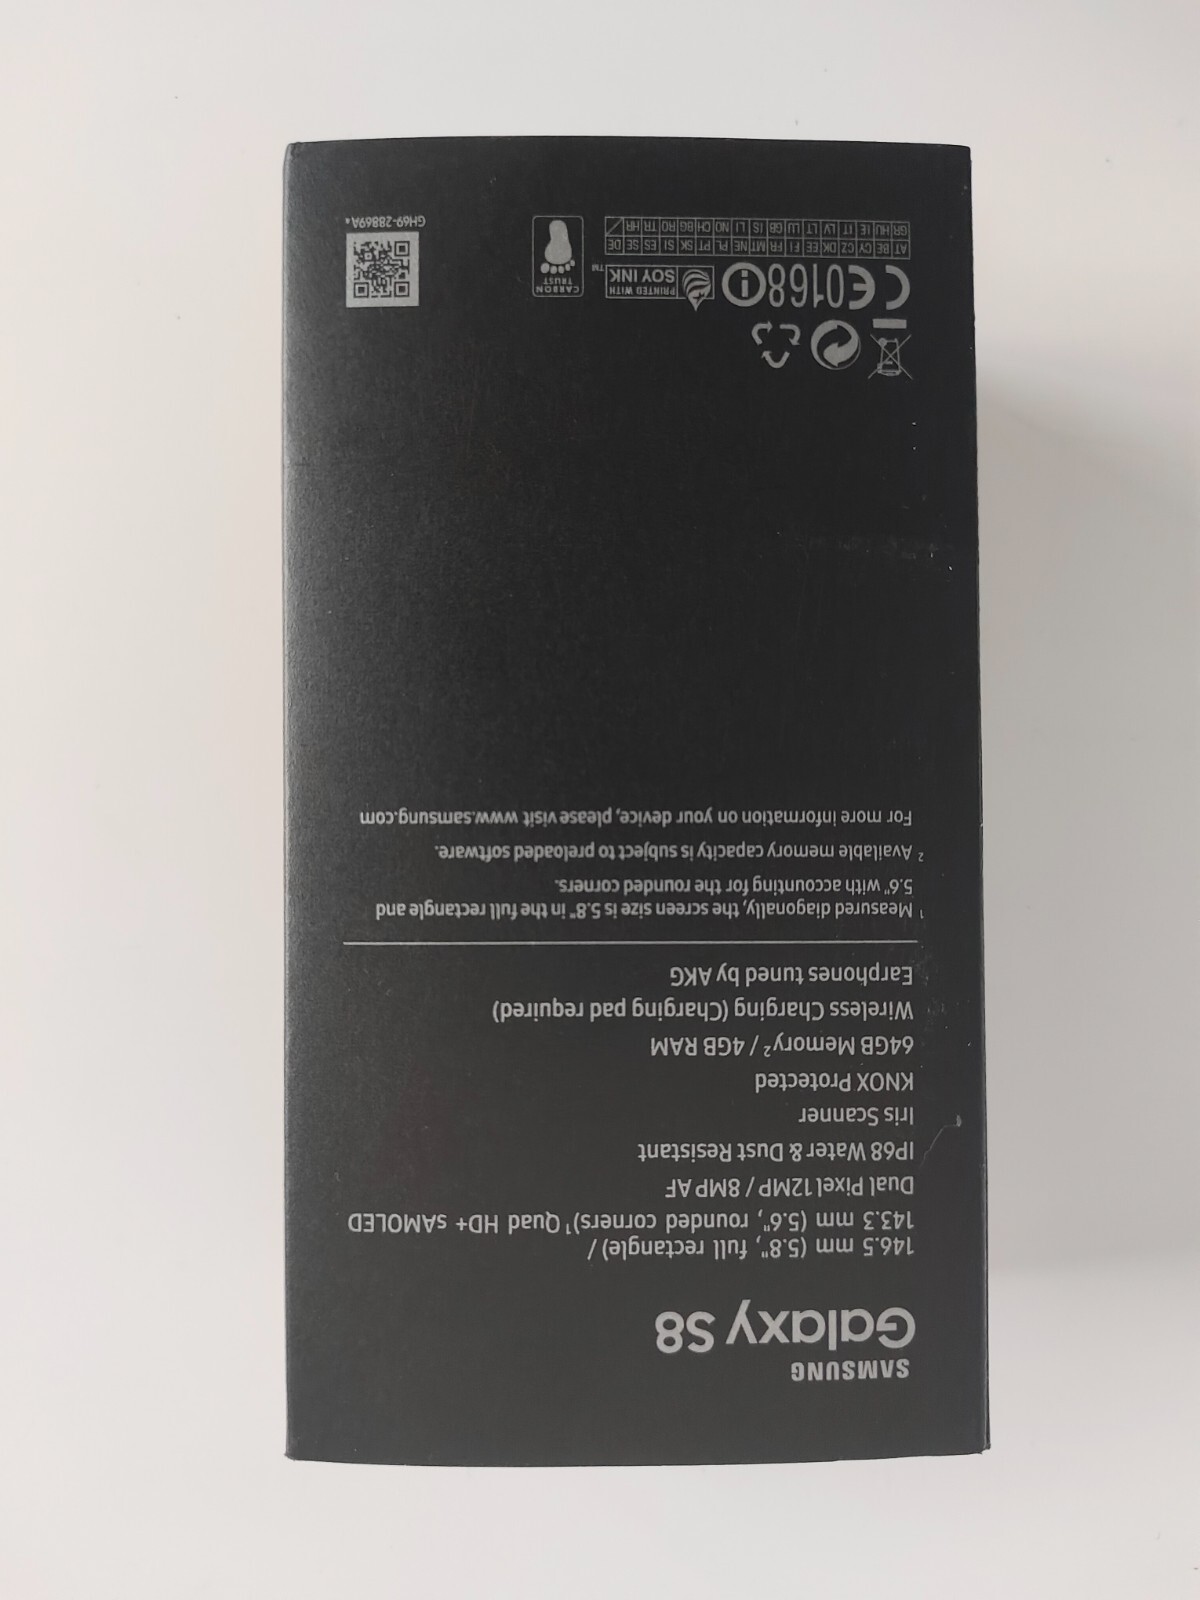 SAMSUNG
Galaxy S8
146.5 mm (5.8", full rectangle) /
143.3 mm (5.6", rounded corners)¹ Quad HD+ sAMOLED
Dual Pixel 12MP / 8MP AF
IP68 Water & Dust Resistant
Iris Scanner
KNOX Protected
64GB Memory² / 4GB RAM
Wireless Charging (Charging pad required)
Earphones tuned by AKG
¹ Measured diagonally, the screen size is 5.8" in the full rectangle and
5.6" with accounting for the rounded corners.
² Available memory capacity is subject to preloaded software.
For more information on your device, please visit www.samsung.com
CE0168
PRINTED WITH
SOY INK™
CARBON
TRUST
AT BE CY CZ DK EE FI FR MT NE PL PT SK SI ES SE DE
GR HU IE IT LV LT LU GB IS LI NO CH BG RO TR HR
GH69-28869A